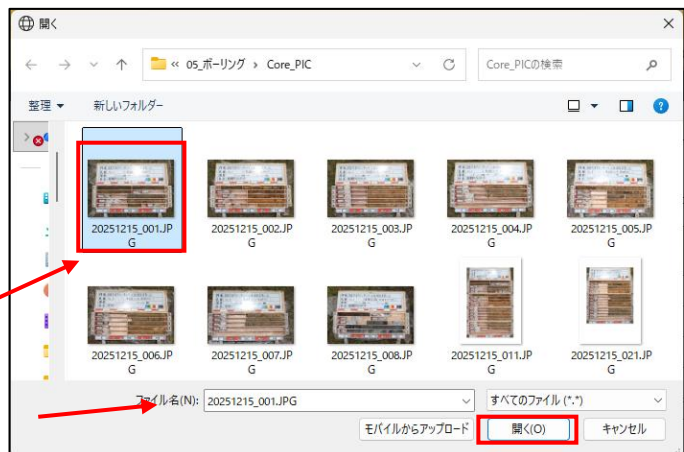 開く
« 05_ボーリング › Core_PIC
Core_PICの検索
整理
新しいフォルダー
20251215_001.JPG
20251215_002.JPG
20251215_003.JPG
20251215_004.JPG
20251215_005.JPG
20251215_006.JPG
20251215_007.JPG
20251215_008.JPG
20251215_011.JPG
20251215_021.JPG
ファイル名(N): 20251215_001.JPG
すべてのファイル (*.*)
モバイルからアップロード
開く(O)
キャンセル